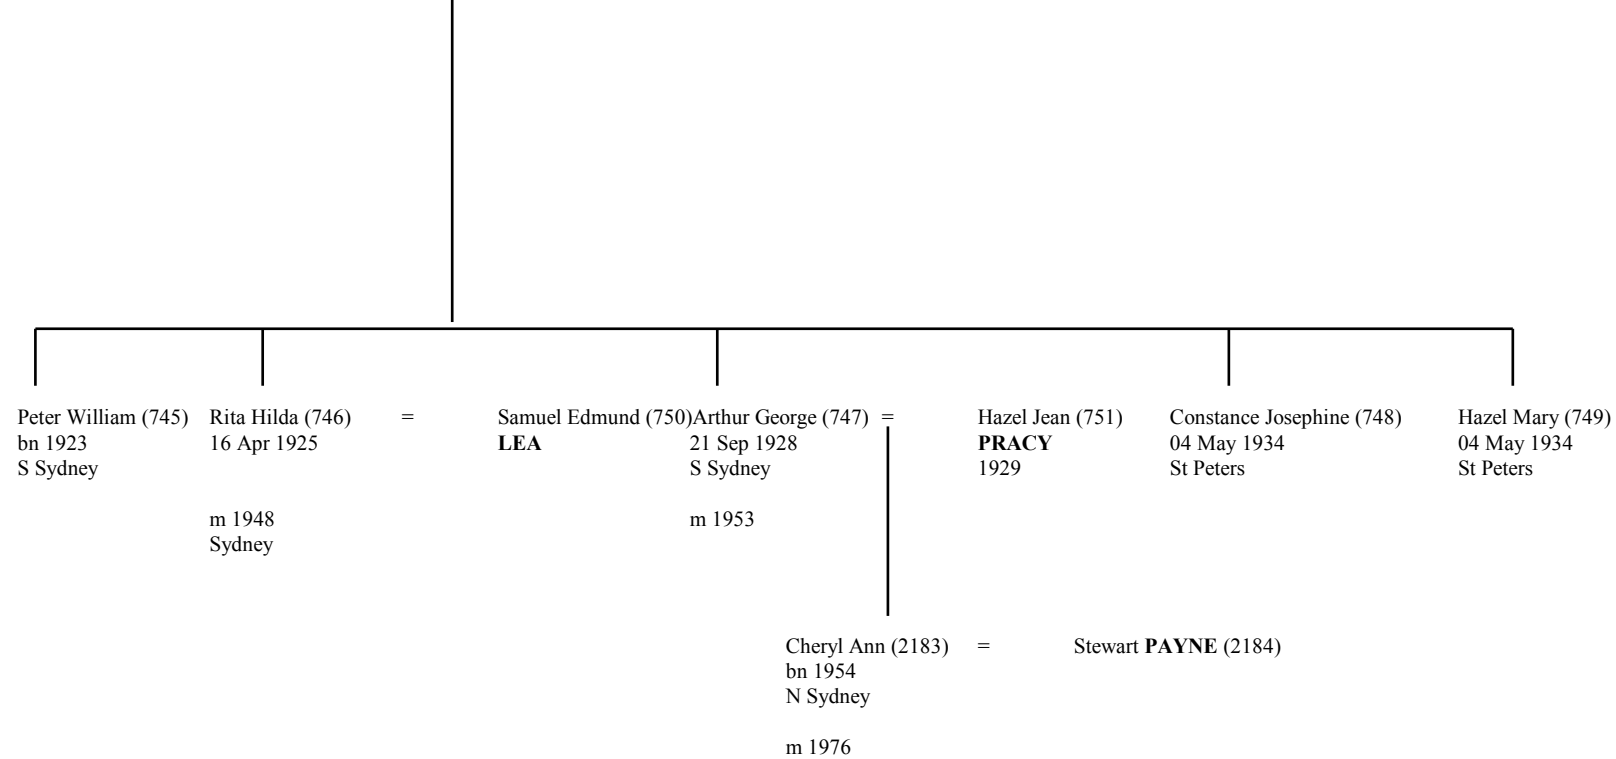 Peter William (745)
bn 1923
S Sydney
Rita Hilda (746) =
16 Apr 1925
m 1948
Sydney
Samuel Edmund (750)
LEA
Arthur George (747) =
21 Sep 1928
S Sydney
m 1953
Hazel Jean (751)
PRACY
1929
Constance Josephine (748)
04 May 1934
St Peters
Hazel Mary (749)
04 May 1934
St Peters
Cheryl Ann (2183) =
bn 1954
N Sydney
m 1976
Stewart PAYNE (2184)